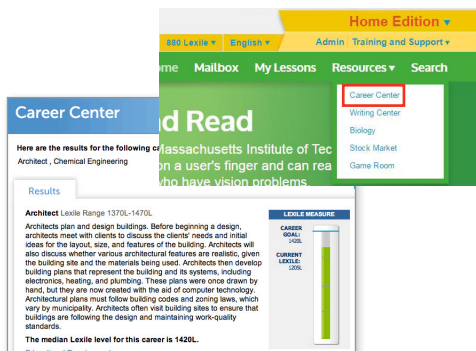 Home Edition ▾
880 Lexile ▾ English ▾ Admin Training and Support ▾
me Mailbox My Lessons Resources ▾ Search
Career Center
Writing Center
Biology
Stock Market
Game Room
d Read
Massachusetts Institute of Tec
on a user's finger and can rea
who have vision problems.
Career Center
Here are the results for the following ca
Architect , Chemical Engineering
Results
Architect Lexile Range 1370L-1470L
Architects plan and design buildings. Before beginning a design,
architects meet with clients to discuss the clients' needs and initial
ideas for the layout, size, and features of the building. Architects will
also discuss whether various architectural features are realistic, given
the building site and the materials being used. Architects then develop
building plans that represent the building and its systems, including
electronics, heating, and plumbing. These plans were once drawn by
hand, but they are now created with the aid of computer technology.
Architectural plans must follow building codes and zoning laws, which
vary by municipality. Architects often visit building sites to ensure that
buildings are following the design and maintaining work-quality
standards.
The median Lexile level for this career is 1420L.
LEXILE MEASURE
CAREER
GOAL:
1420L
CURRENT
LEXILE:
1205L